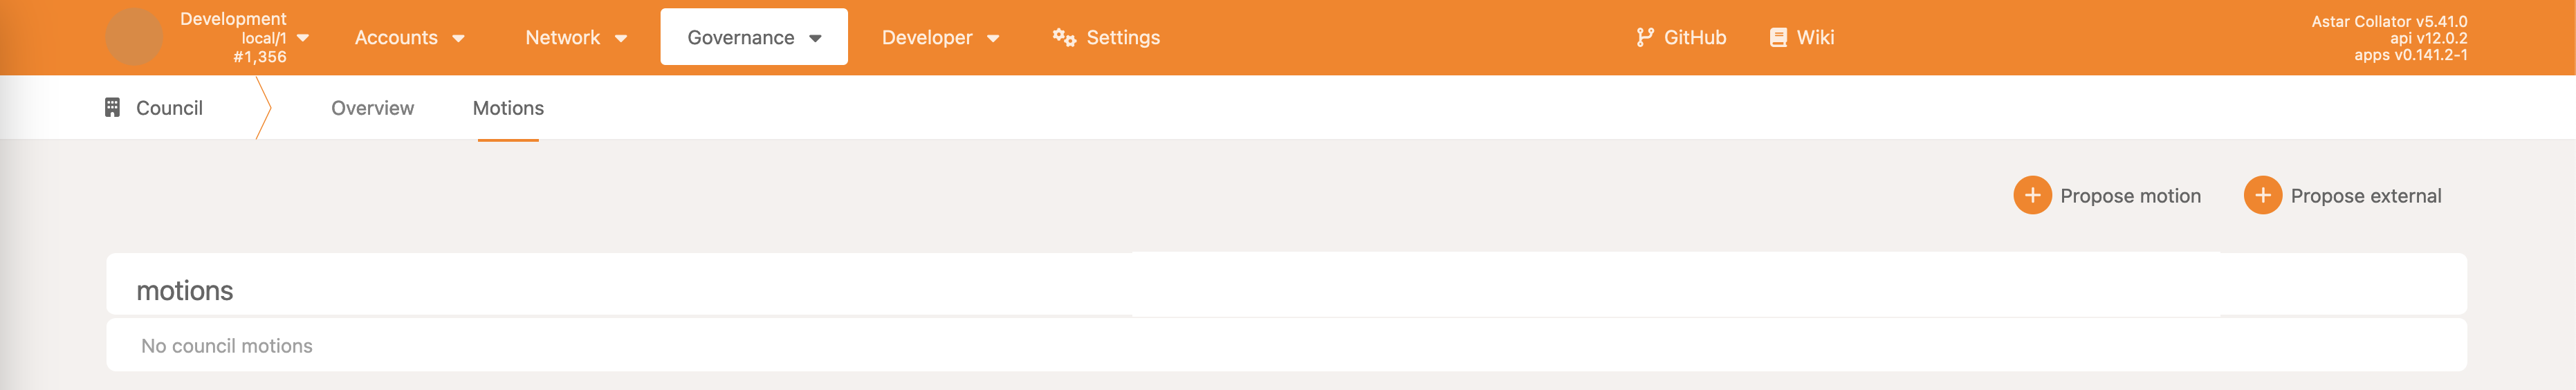 Development
local/1
#1,356
Accounts
Network
Governance
Developer
Settings
GitHub
Wiki
Astar Collator v5.41.0
api v12.0.2
apps v0.141.2-1
Council
Overview
Motions
Propose motion
Propose external
motions
No council motions